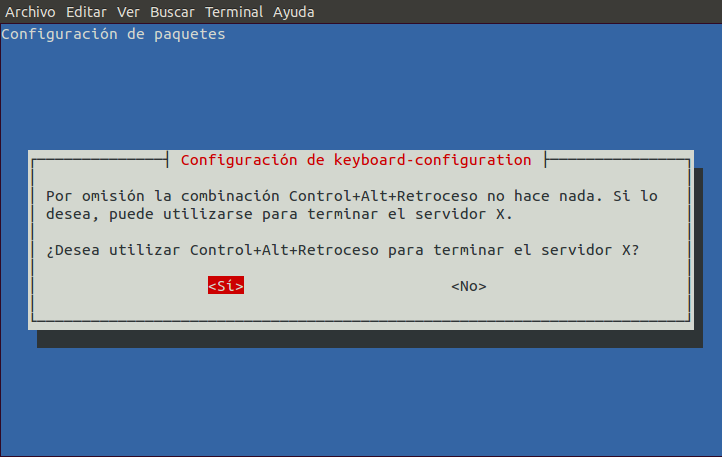 Archivo Editar Ver Buscar Terminal Ayuda
Configuración de paquetes
Configuración de keyboard-configuration
Por omisión la combinación Control+Alt+Retroceso no hace nada. Si lo
desea, puede utilizarse para terminar el servidor X.
¿Desea utilizar Control+Alt+Retroceso para terminar el servidor X?
<Sí> <No>